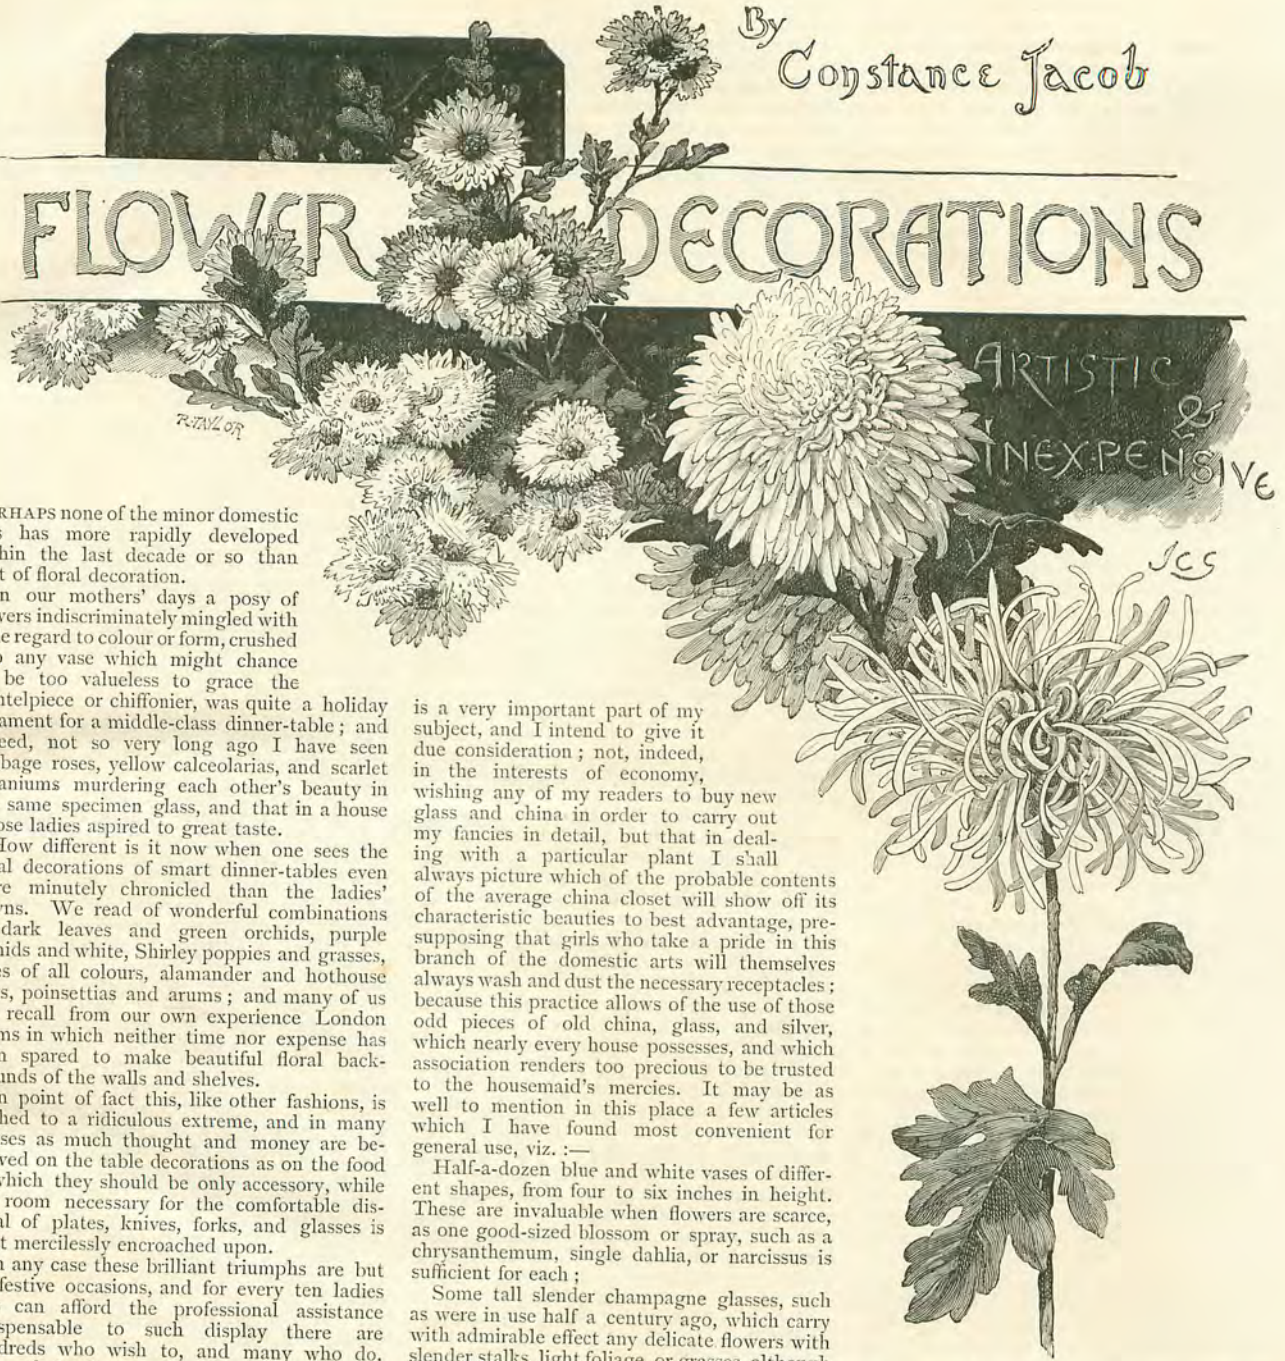 By
Constance Jacob
FLOWER DECORATIONS
ARTISTIC
&
INEXPENSIVE
R. TAYLOR
JCS
none of the minor domestic
has more rapidly developed
the last decade or so than
of floral decoration.
our mothers' days a posy of
indiscriminately mingled with
regard to colour or form, crushed
any vase which might chance
be too valueless to grace the
or chiffonier, was quite a holiday
for a middle-class dinner-table ; and
not so very long ago I have seen
roses, yellow calceolarias, and scarlet
murdering each other's beauty in
same specimen glass, and that in a house
ladies aspired to great taste.
How different is it now when one sees the
decorations of smart dinner-tables even
minutely chronicled than the ladies'
We read of wonderful combinations
dark leaves and green orchids, purple
and white, Shirley poppies and grasses,
of all colours, alamander and hothouse
poinsettias and arums ; and many of us
recall from our own experience London
in which neither time nor expense has
spared to make beautiful floral back-
of the walls and shelves.
point of fact this, like other fashions, is
to a ridiculous extreme, and in many
as much thought and money are be-
on the table decorations as on the food
which they should be only accessory, while
room necessary for the comfortable dis-
of plates, knives, forks, and glasses is
mercilessly encroached upon.
any case these brilliant triumphs are but
festive occasions, and for every ten ladies
can afford the professional assistance
to such display there are
who wish to, and many who do,
is a very important part of my
subject, and I intend to give it
due consideration ; not, indeed,
in the interests of economy,
wishing any of my readers to buy new
glass and china in order to carry out
my fancies in detail, but that in deal-
ing with a particular plant I shall
always picture which of the probable contents
of the average china closet will show off its
characteristic beauties to best advantage, pre-
supposing that girls who take a pride in this
branch of the domestic arts will themselves
always wash and dust the necessary receptacles ;
because this practice allows of the use of those
odd pieces of old china, glass, and silver,
which nearly every house possesses, and which
association renders too precious to be trusted
to the housemaid's mercies. It may be as
well to mention in this place a few articles
which I have found most convenient for
general use, viz. :—
Half-a-dozen blue and white vases of differ-
ent shapes, from four to six inches in height.
These are invaluable when flowers are scarce,
as one good-sized blossom or spray, such as a
chrysanthemum, single dahlia, or narcissus is
sufficient for each ;
Some tall slender champagne glasses, such
as were in use half a century ago, which carry
with admirable effect any delicate flowers with
slender stalks, light foliage, or grasses, although